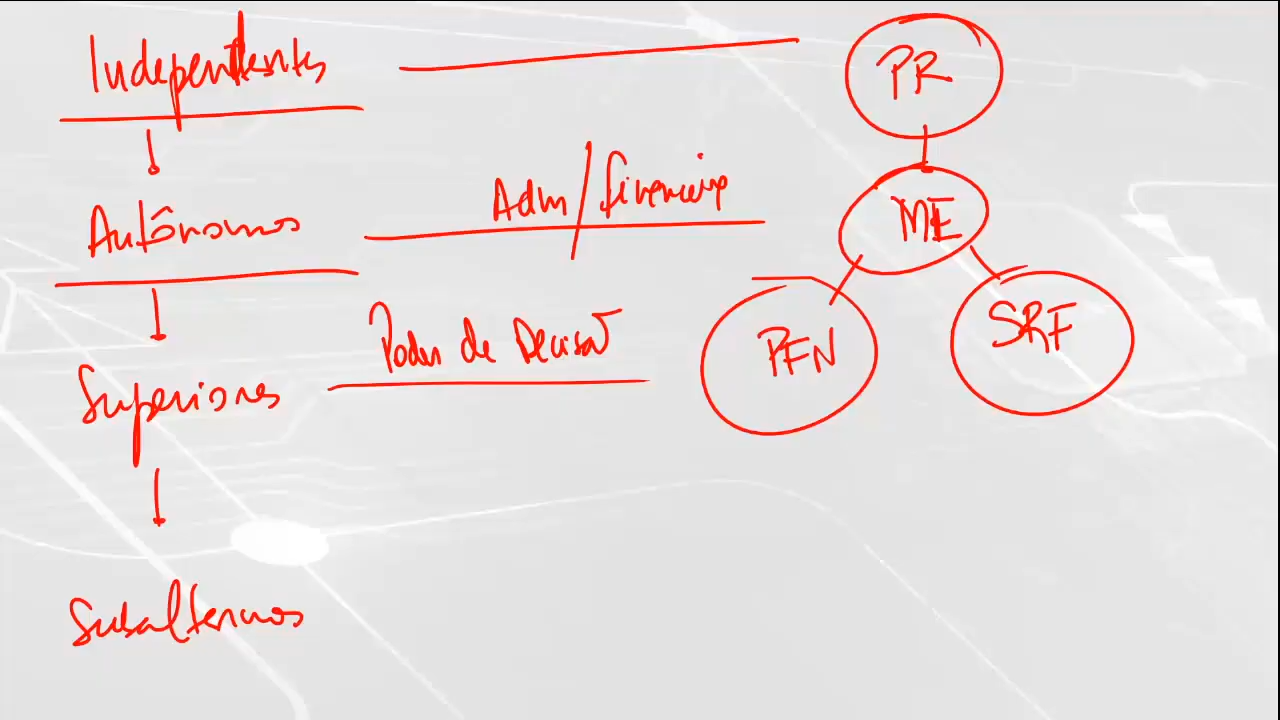 Independentes
PR
Autônomos
Adm/financeira
ME
Superiores
Poder de Decisão
PFN
SRF
Subalternos